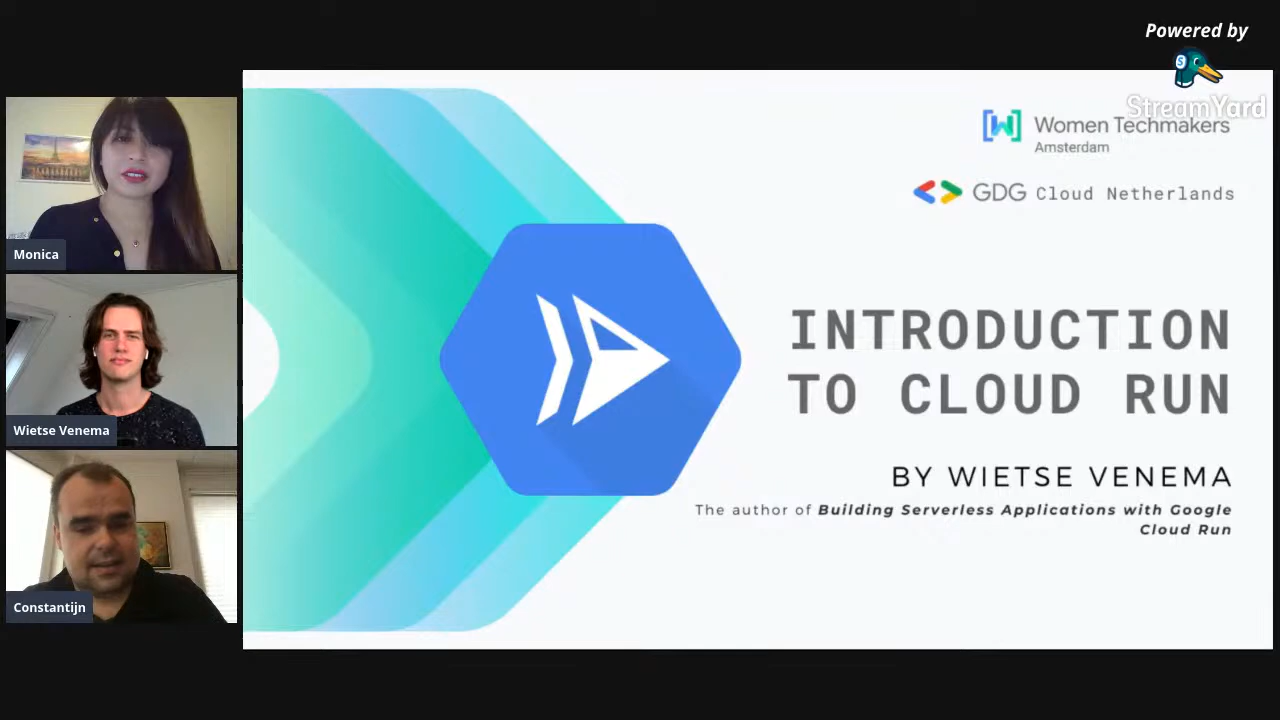 Powered by
StreamYard
Women Techmakers
Amsterdam
GDG Cloud Netherlands
INTRODUCTION
TO CLOUD RUN
BY WIETSE VENEMA
The author of Building Serverless Applications with Google
Cloud Run
Monica
Wietse Venema
Constantijn